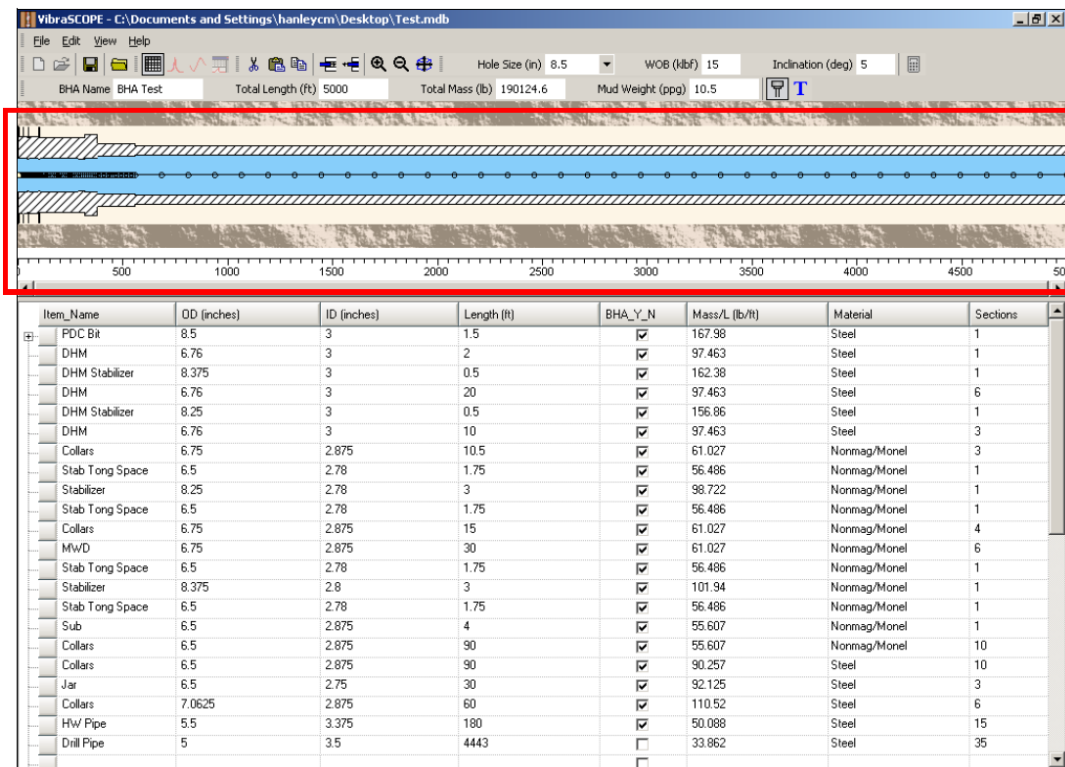 VibraSCOPE - C:\Documents and Settings\hanleycm\Desktop\Test.mdb
File Edit View Help
Hole Size (in) 8.5 WOB (klbf) 15 Inclination (deg) 5
BHA Name BHA Test Total Length (ft) 5000 Total Mass (lb) 190124.6 Mud Weight (ppg) 10.5 T
0 500 1000 1500 2000 2500 3000 3500 4000 4500 50
Item_Name OD (inches) ID (inches) Length (ft) BHA_Y_N Mass/L (lb/ft) Material Sections
PDC Bit 8.5 3 1.5 167.98 Steel 1
DHM 6.76 3 2 97.463 Steel 1
DHM Stabilizer 8.375 3 0.5 162.38 Steel 1
DHM 6.76 3 20 97.463 Steel 6
DHM Stabilizer 8.25 3 0.5 156.86 Steel 1
DHM 6.76 3 10 97.463 Steel 3
Collars 6.75 2.875 10.5 61.027 Nonmag/Monel 3
Stab Tong Space 6.5 2.78 1.75 56.486 Nonmag/Monel 1
Stabilizer 8.25 2.78 3 98.722 Nonmag/Monel 1
Stab Tong Space 6.5 2.78 1.75 56.486 Nonmag/Monel 1
Collars 6.75 2.875 15 61.027 Nonmag/Monel 4
MWD 6.75 2.875 30 61.027 Nonmag/Monel 6
Stab Tong Space 6.5 2.78 1.75 56.486 Nonmag/Monel 1
Stabilizer 8.375 2.8 3 101.94 Nonmag/Monel 1
Stab Tong Space 6.5 2.78 1.75 56.486 Nonmag/Monel 1
Sub 6.5 2.875 4 55.607 Nonmag/Monel 1
Collars 6.5 2.875 90 55.607 Nonmag/Monel 10
Collars 6.5 2.875 90 90.257 Steel 10
Jar 6.5 2.75 30 92.125 Steel 3
Collars 7.0625 2.875 60 110.52 Steel 6
HW Pipe 5.5 3.375 180 50.088 Steel 15
Drill Pipe 5 3.5 4443 33.862 Steel 35